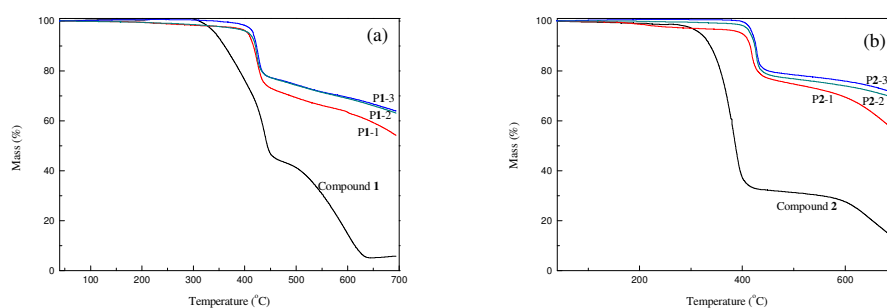 (a)
100
80
60
40
20
0
Mass (%)
P1-3
P1-2
P1-1
Compound 1
100
200
300
400
500
600
700
Temperature (°C)
(b)
100
80
60
40
20
0
Mass (%)
P2-3
P2-1
P2-2
Compound 2
200
400
600
Temperature (°C)